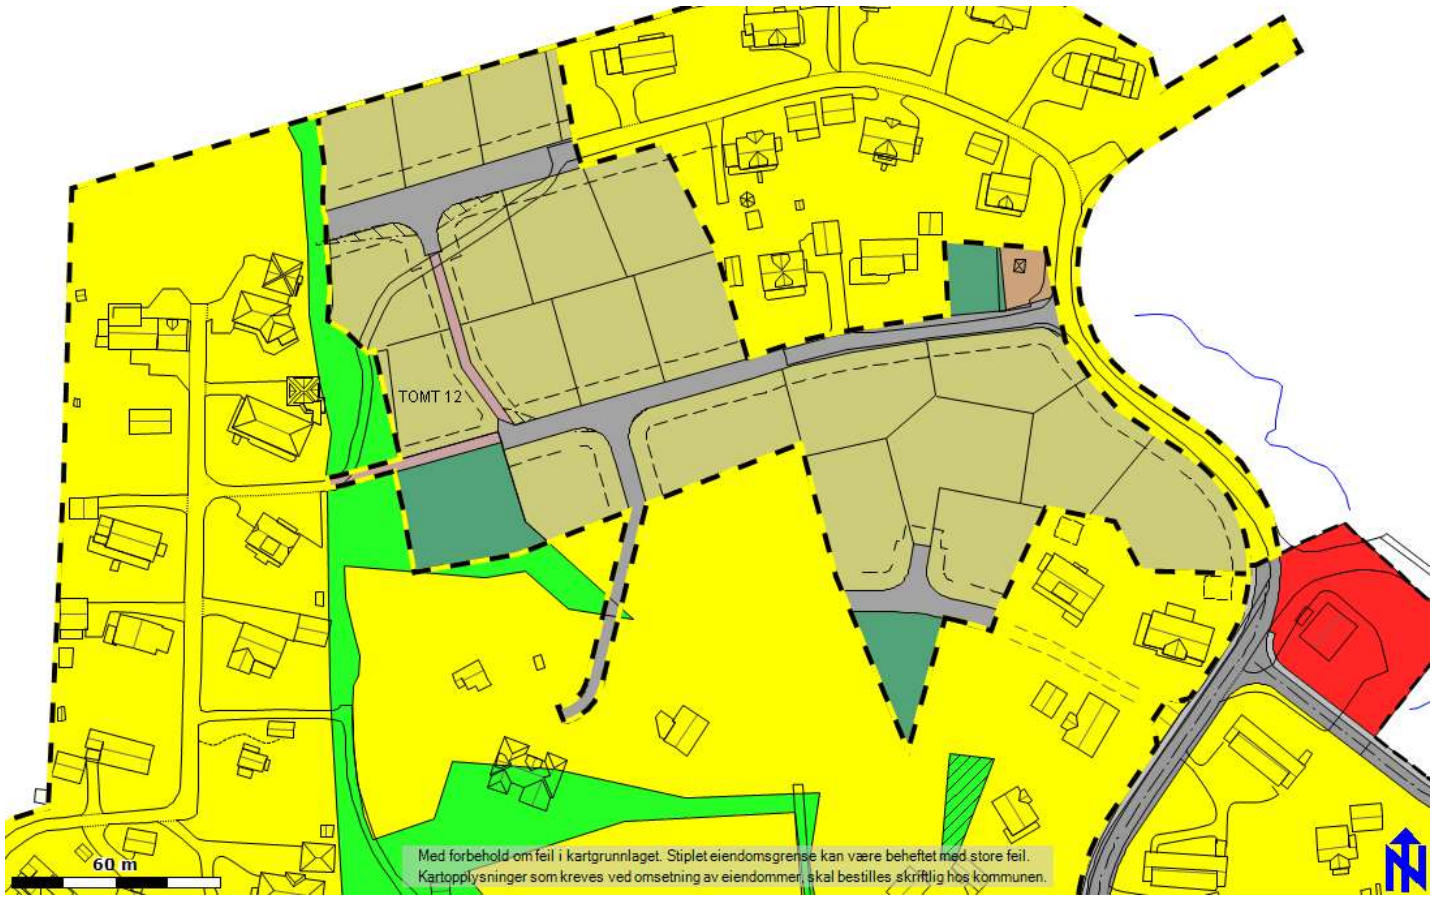 TOMT 12
60 m
Med forbehold om feil i kartgrunnlaget. Stiplet eiendomsgrense kan være beheftet med store feil.
Kartopplysninger som kreves ved omsetning av eiendommer, skal bestilles skriftlig hos kommunen.
N